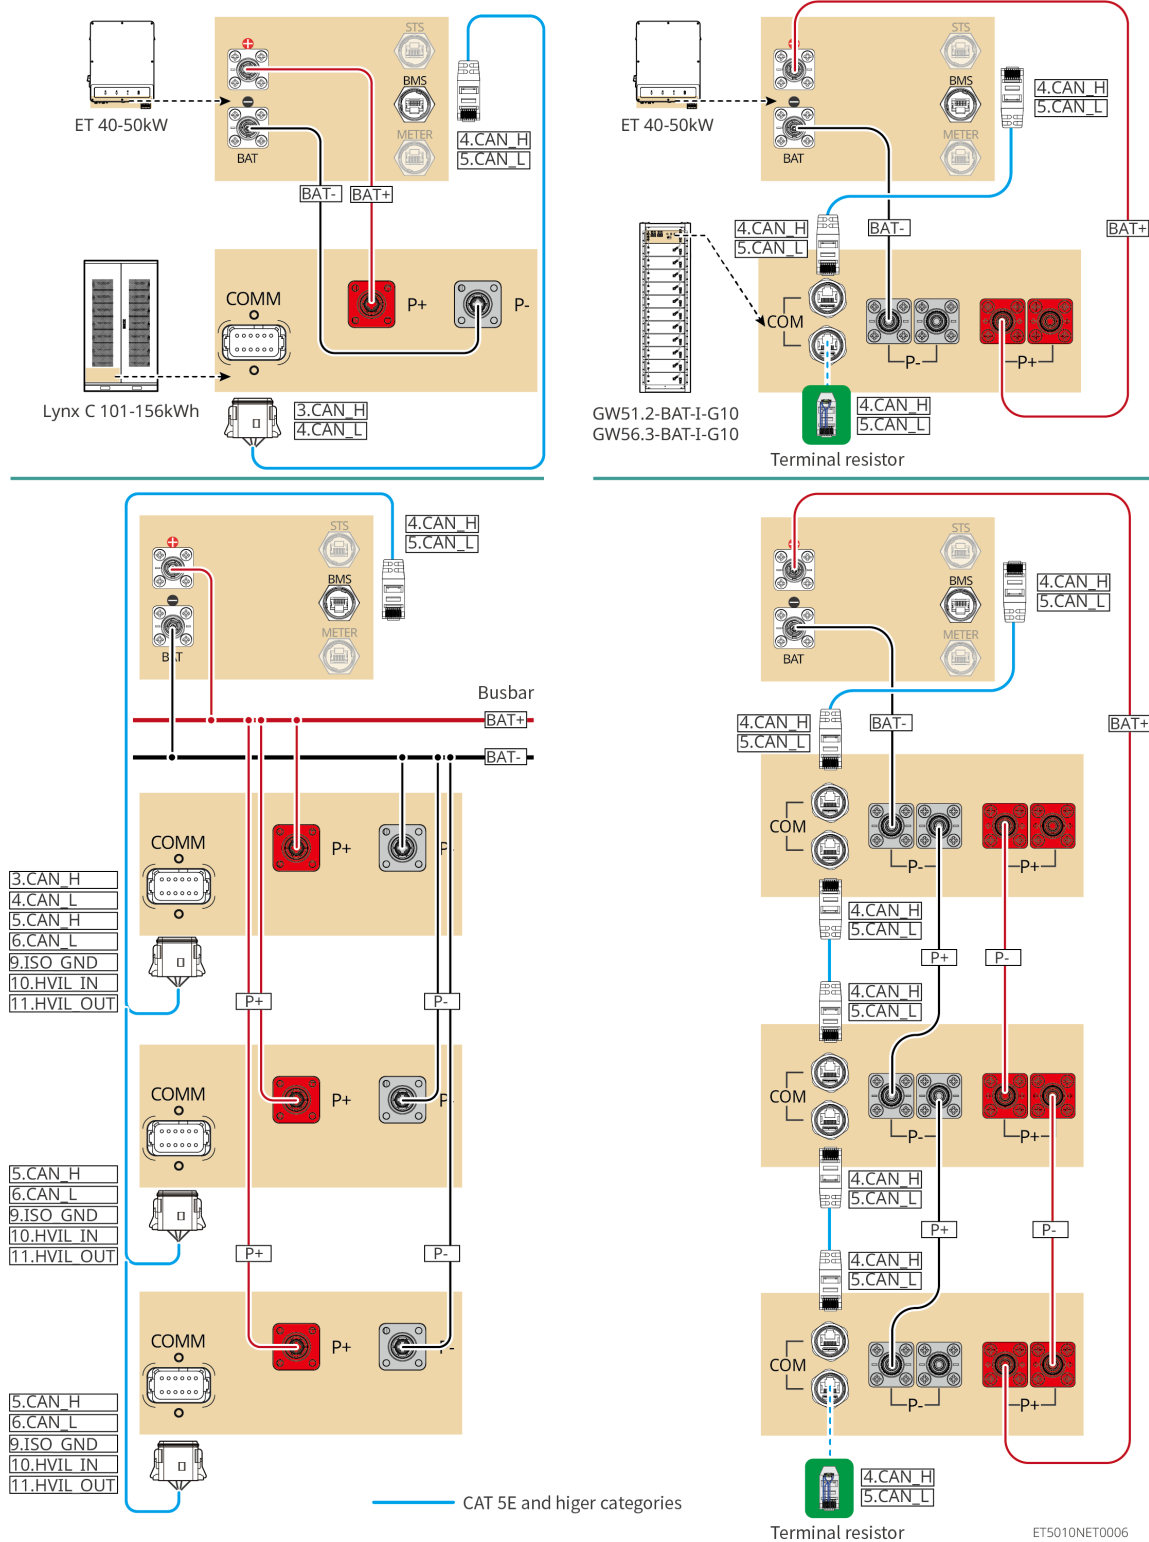 STS
BMS
METER
BAT
ET 40-50kW
4.CAN_H
5.CAN_L
BAT-
BAT+
COMM
P+
P-
Lynx C 101-156kWh
3.CAN_H
4.CAN_L
STS
BMS
METER
BAT
ET 40-50kW
4.CAN_H
5.CAN_L
4.CAN_H
5.CAN_L
BAT-
BAT+
COM
P-
P+
GW51.2-BAT-I-G10
GW56.3-BAT-I-G10
4.CAN_H
5.CAN_L
Terminal resistor
STS
BMS
METER
BAT
4.CAN_H
5.CAN_L
Busbar
BAT+
BAT-
COMM
P+
P-
3.CAN_H
4.CAN_L
5.CAN_H
6.CAN_L
9.ISO_GND
10.HVIL_IN
11.HVIL_OUT
P+
P-
COMM
P+
P-
5.CAN_H
6.CAN_L
9.ISO_GND
10.HVIL_IN
11.HVIL_OUT
P+
P-
COMM
P+
P-
5.CAN_H
6.CAN_L
9.ISO_GND
10.HVIL_IN
11.HVIL_OUT
CAT 5E and higer categories
STS
BMS
METER
BAT
4.CAN_H
5.CAN_L
4.CAN_H
5.CAN_L
BAT-
BAT+
COM
P-
P+
4.CAN_H
5.CAN_L
P+
P-
4.CAN_H
5.CAN_L
COM
P-
P+
4.CAN_H
5.CAN_L
P+
P-
4.CAN_H
5.CAN_L
COM
P-
P+
4.CAN_H
5.CAN_L
Terminal resistor
ET5010NET0006